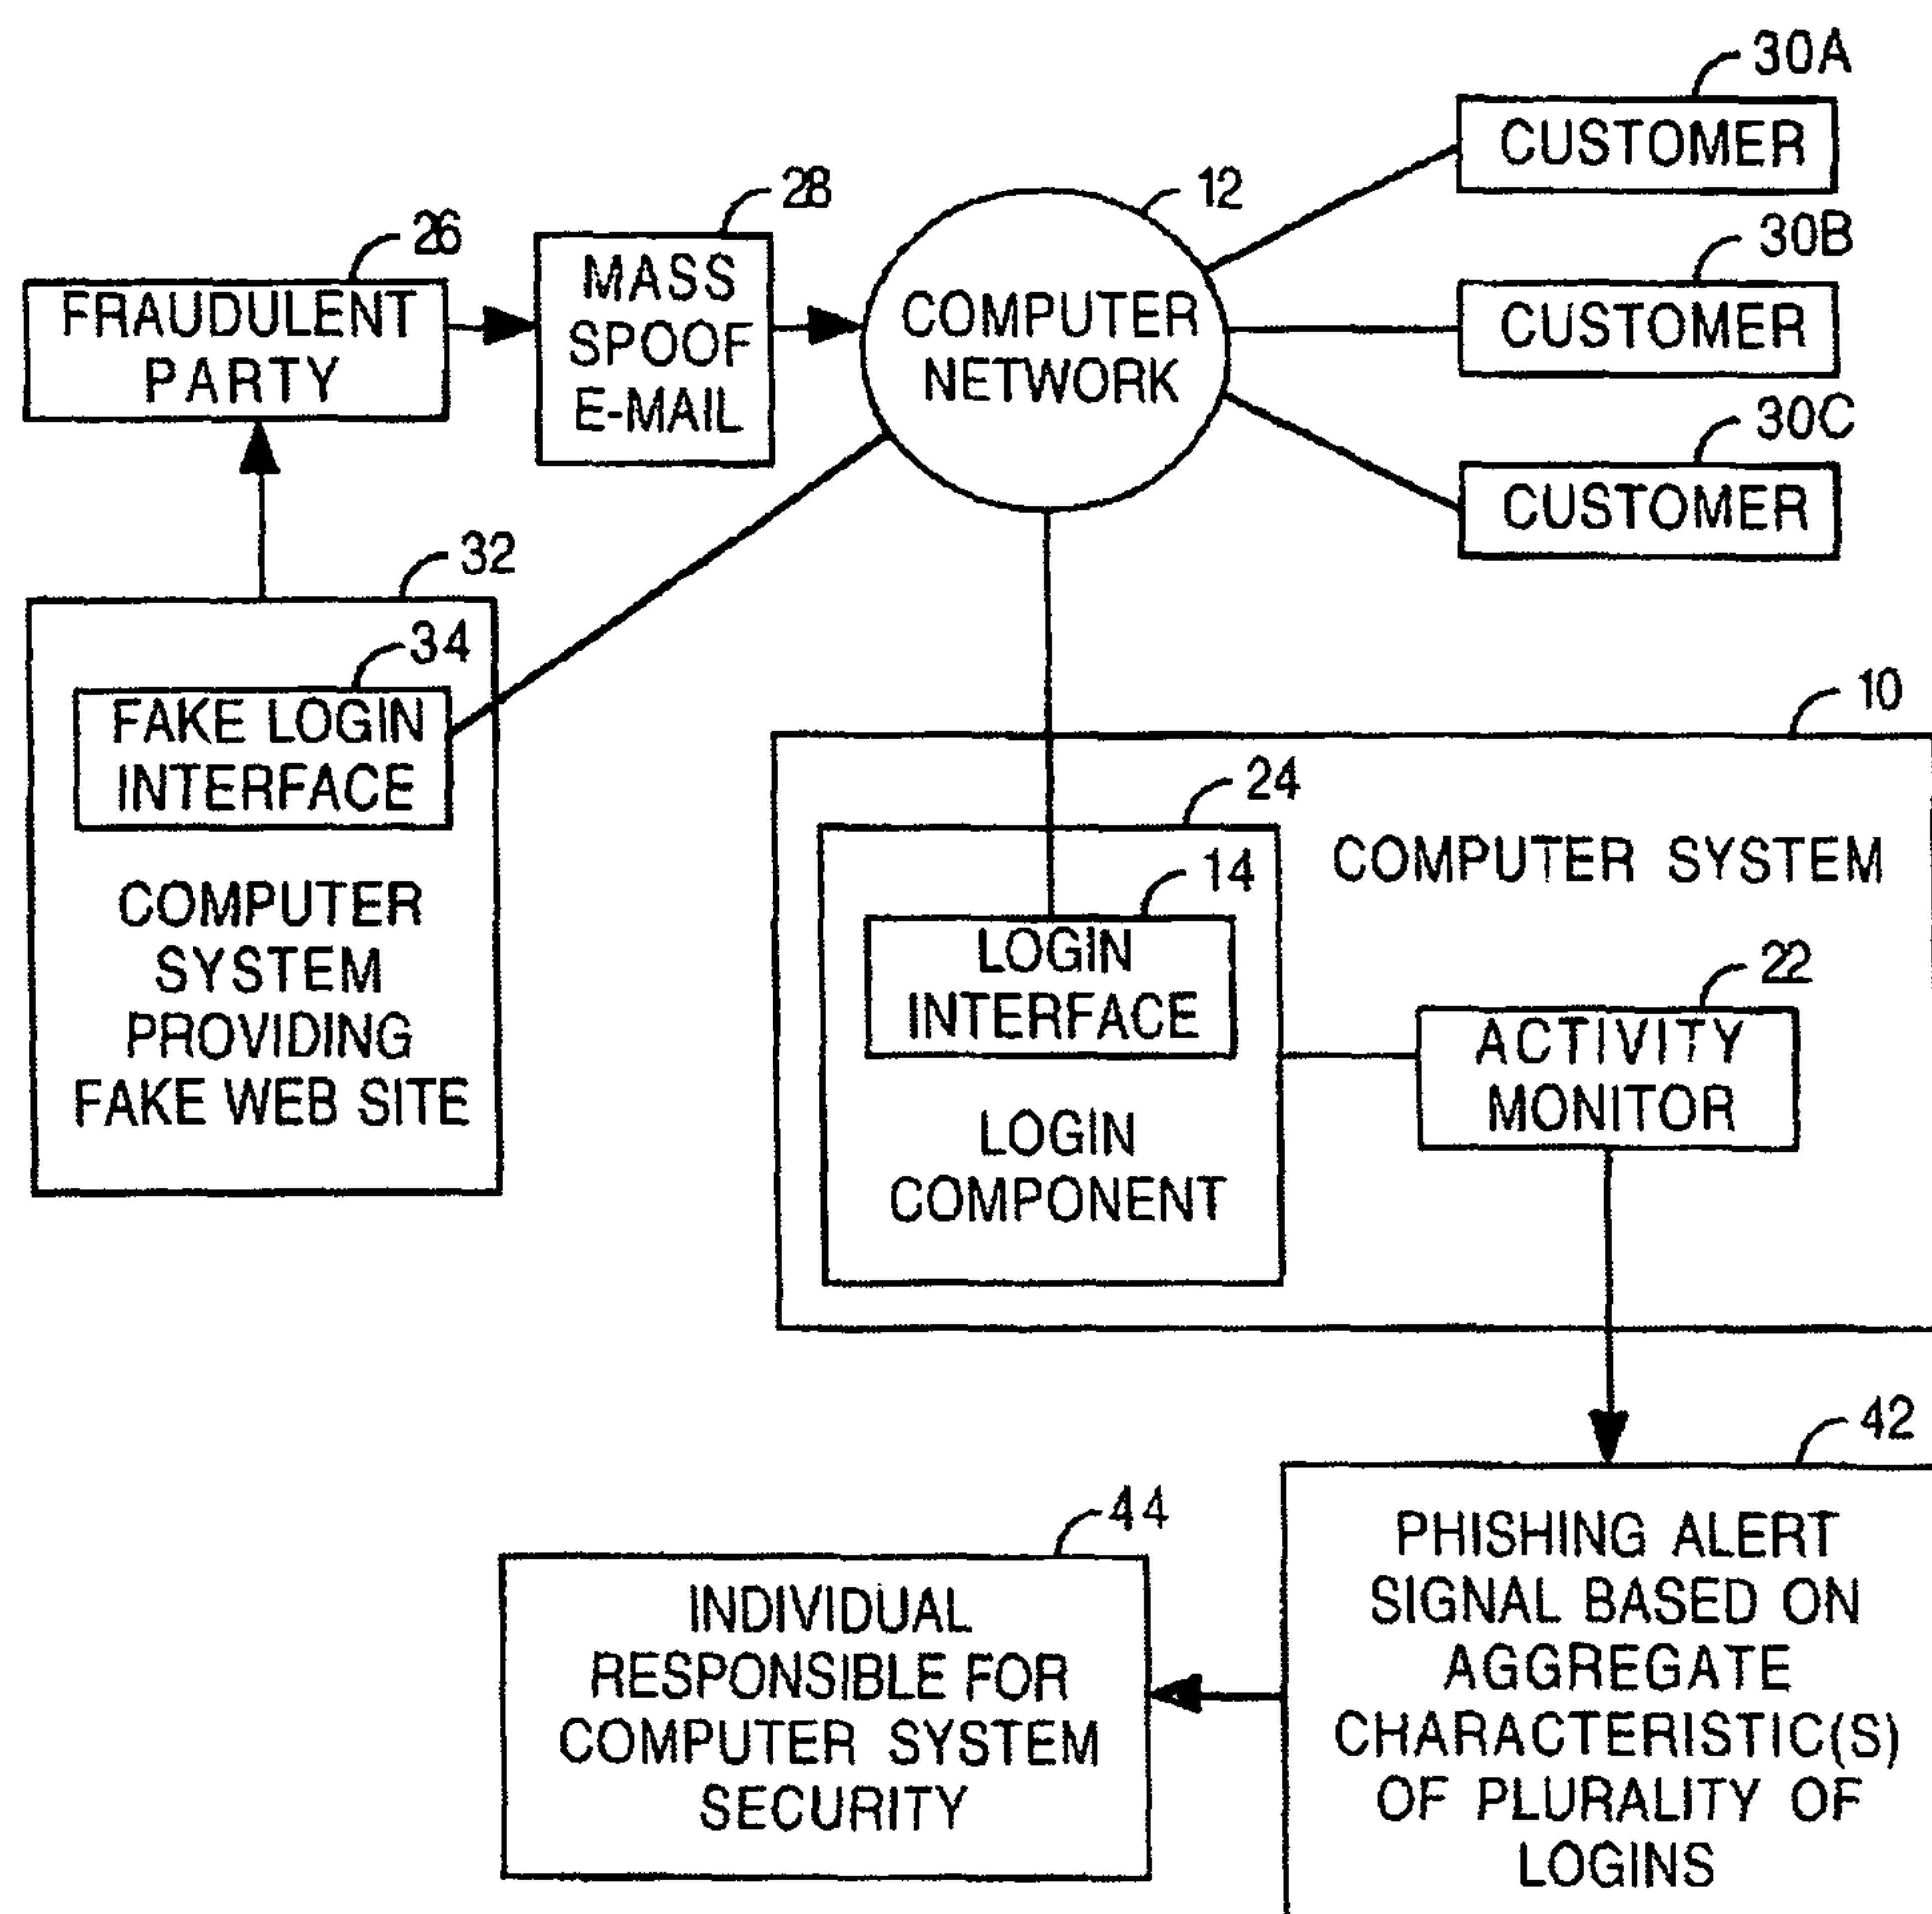 30A
CUSTOMER
28
12
26
30B
MASS
SPOOF
E-MAIL
FRAUDULENT
PARTY
COMPUTER
NETWORK
CUSTOMER
30C
CUSTOMER
32
34
FAKE LOGIN
INTERFACE
COMPUTER
SYSTEM
PROVIDING
FAKE WEB SITE
10
24
COMPUTER SYSTEM
14
LOGIN
INTERFACE
22
ACTIVITY
MONITOR
LOGIN
COMPONENT
42
PHISHING ALERT
SIGNAL BASED ON
AGGREGATE
CHARACTERISTIC(S)
OF PLURALITY OF
LOGINS
44
INDIVIDUAL
RESPONSIBLE FOR
COMPUTER SYSTEM
SECURITY